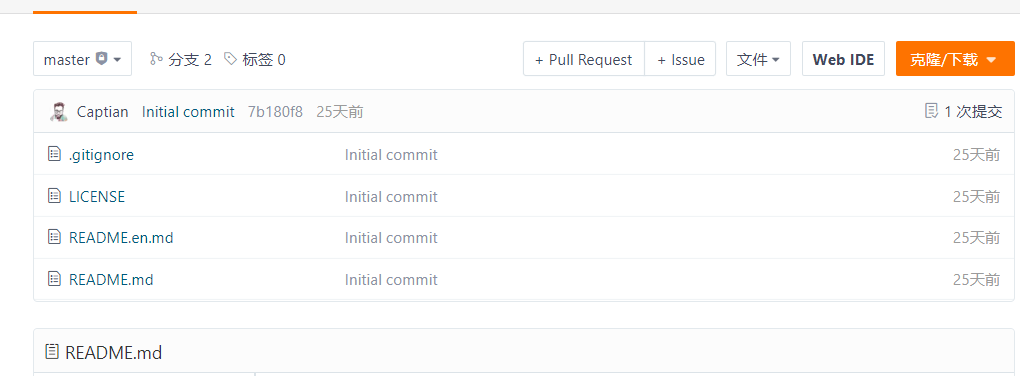 master 分支 2 标签 0 + Pull Request + Issue 文件 Web IDE 克隆/下载
Captian Initial commit 7b180f8 25天前 1 次提交
.gitignore Initial commit 25天前
LICENSE Initial commit 25天前
README.en.md Initial commit 25天前
README.md Initial commit 25天前
README.md